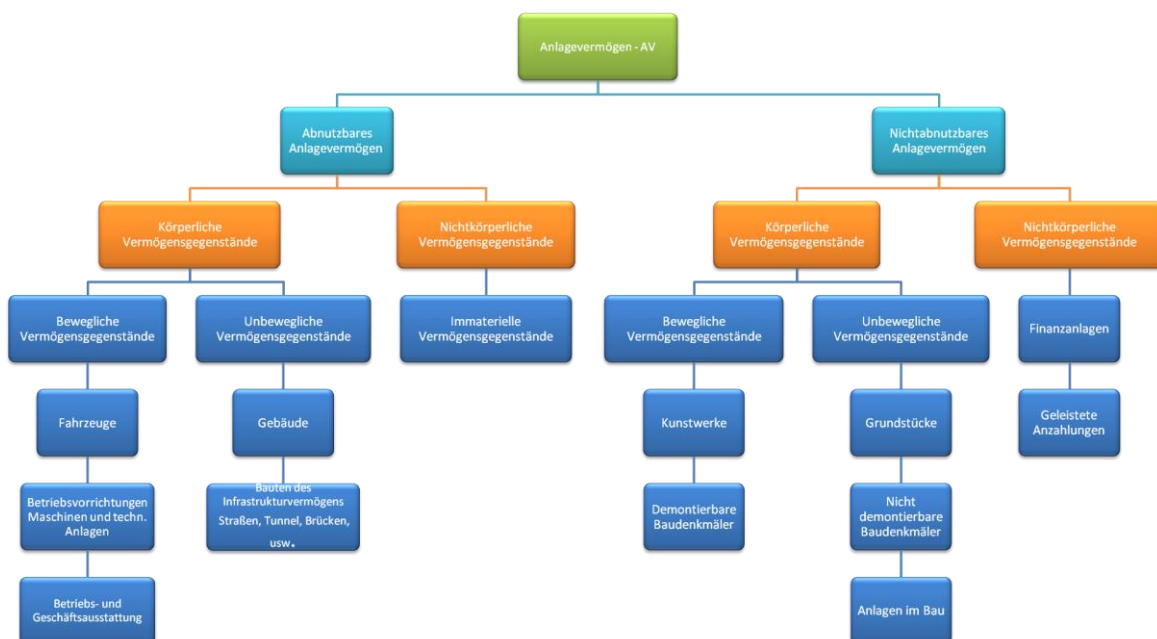 Anlagevermögen - AV
Abnutzbares
Anlagevermögen
Nichtabnutzbares
Anlagevermögen
Körperliche
Vermögensgegenstände
Nichtkörperliche
Vermögensgegenstände
Körperliche
Vermögensgegenstände
Nichtkörperliche
Vermögensgegenstände
Bewegliche
Vermögensgegenstände
Unbewegliche
Vermögensgegenstände
Immaterielle
Vermögensgegenstände
Bewegliche
Vermögensgegenstände
Unbewegliche
Vermögensgegenstände
Finanzanlagen
Fahrzeuge
Gebäude
Kunstwerke
Grundstücke
Geleistete
Anzahlungen
Betriebsvorrichtungen
Maschinen und techn.
Anlagen
Bauten des
Infrastrukturvermögens
Straßen, Tunnel, Brücken,
usw.
Demontierbare
Baudenkmäler
Nicht
demontierbare
Baudenkmäler
Betriebs- und
Geschäftsausstattung
Anlagen im Bau